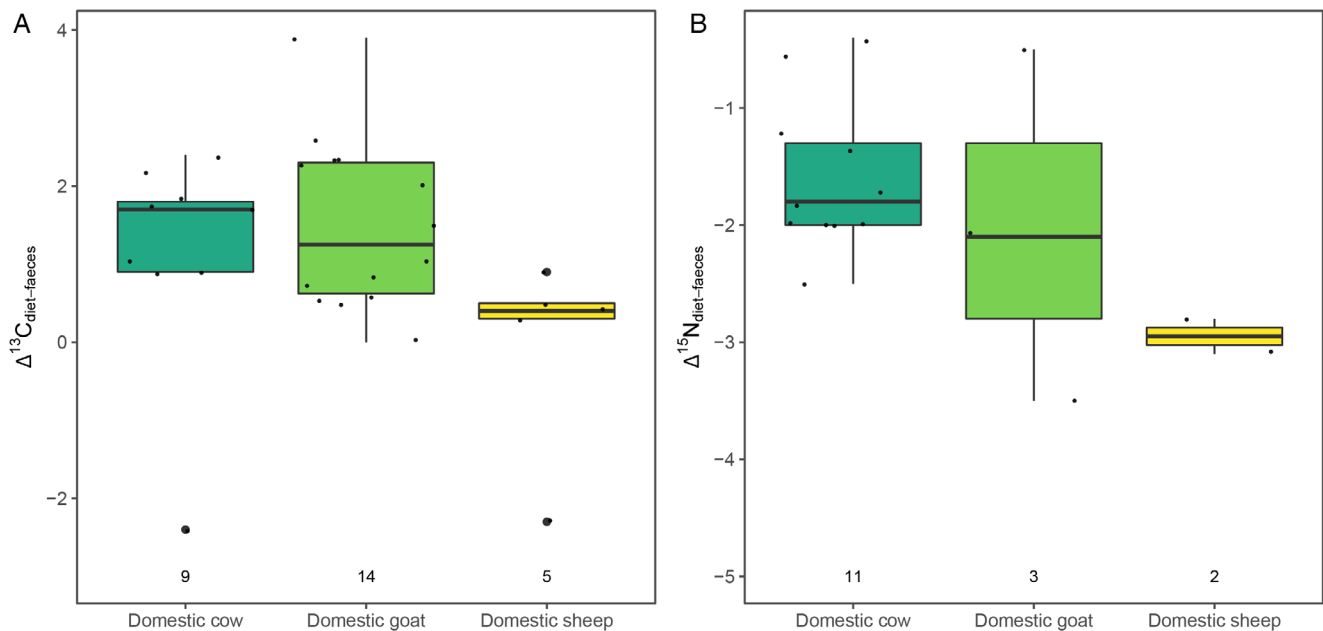 A
B
4
2
0
−2
Δ13Cdiet−faeces
9
14
5
Domestic cow
Domestic goat
Domestic sheep
−1
−2
−3
−4
−5
Δ15Ndiet−faeces
11
3
2
Domestic cow
Domestic goat
Domestic sheep